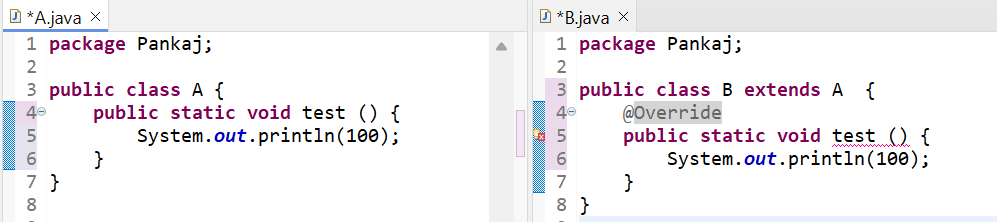 *A.java ×
1 package Pankaj;
2
3 public class A {
4 public static void test () {
5 System.out.println(100);
6 }
7 }
8
*B.java ×
1 package Pankaj;
2
3 public class B extends A  {
4 @Override
5 public static void test () {
6 System.out.println(100);
7 }
8 }